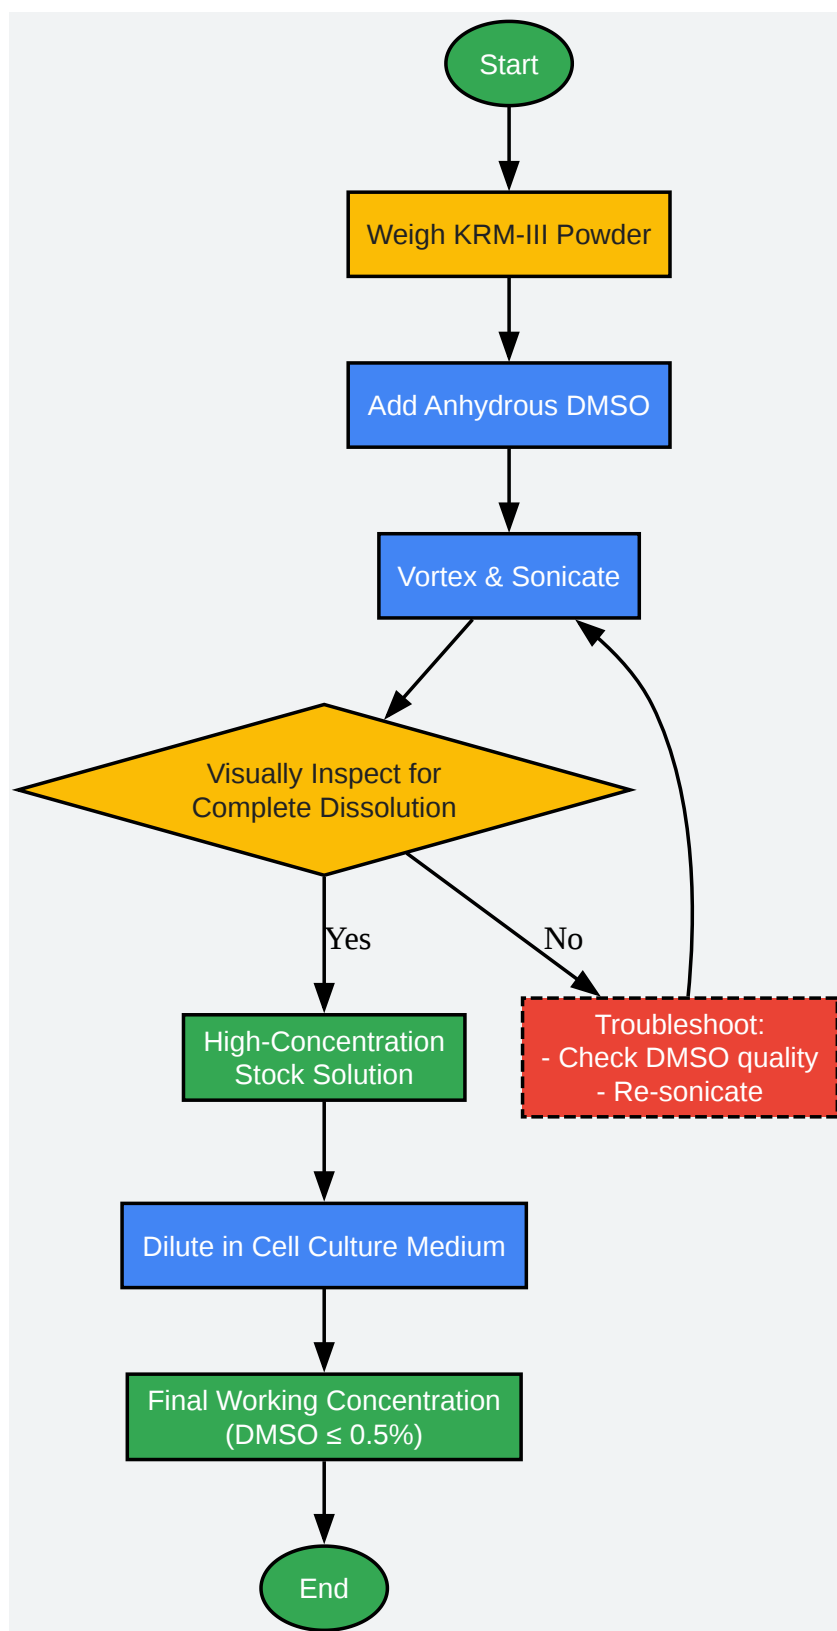 Start
Weigh KRM-III Powder
Add Anhydrous DMSO
Vortex & Sonicate
Visually Inspect for
Complete Dissolution
Yes
No
High-Concentration
Stock Solution
Troubleshoot:
- Check DMSO quality
- Re-sonicate
Dilute in Cell Culture Medium
Final Working Concentration
(DMSO ≤ 0.5%)
End